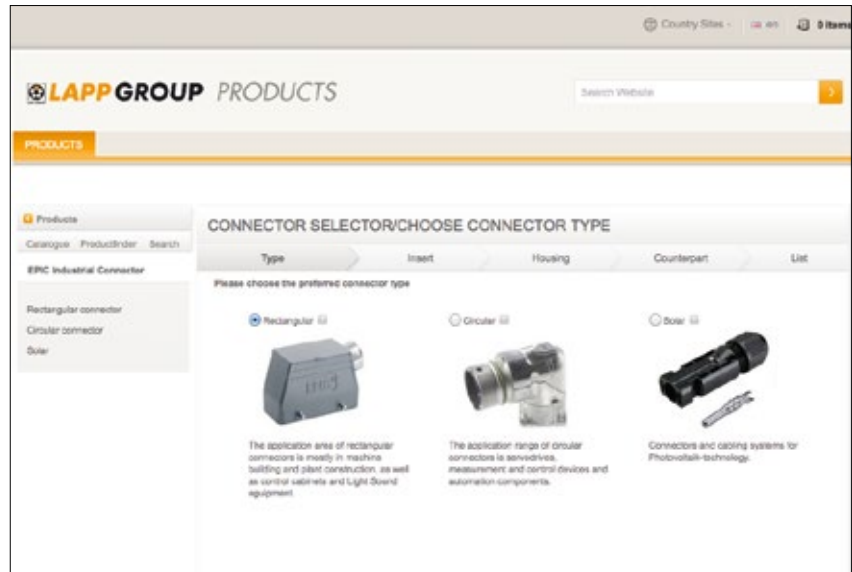 Country Sites
en
0 items
LAPP GROUP PRODUCTS
Search Website
PRODUCTS
Products
Catalogue Productfinder Search
EPIC Industrial Connector
Rectangular connector
Circular connector
Solar
CONNECTOR SELECTOR/CHOOSE CONNECTOR TYPE
Type Insert Housing Counterpart List
Please choose the preferred connector type
Rectangular
Circular
Solar
The application area of rectangular
connectors is mostly in machine
building and plant construction, as well
as control cabinets and Light Sound
equipment.
The application range of circular
connectors is servodrives,
measurement and control devices and
automation components.
Connectors and cabling systems for
Photovoltaik-technology.